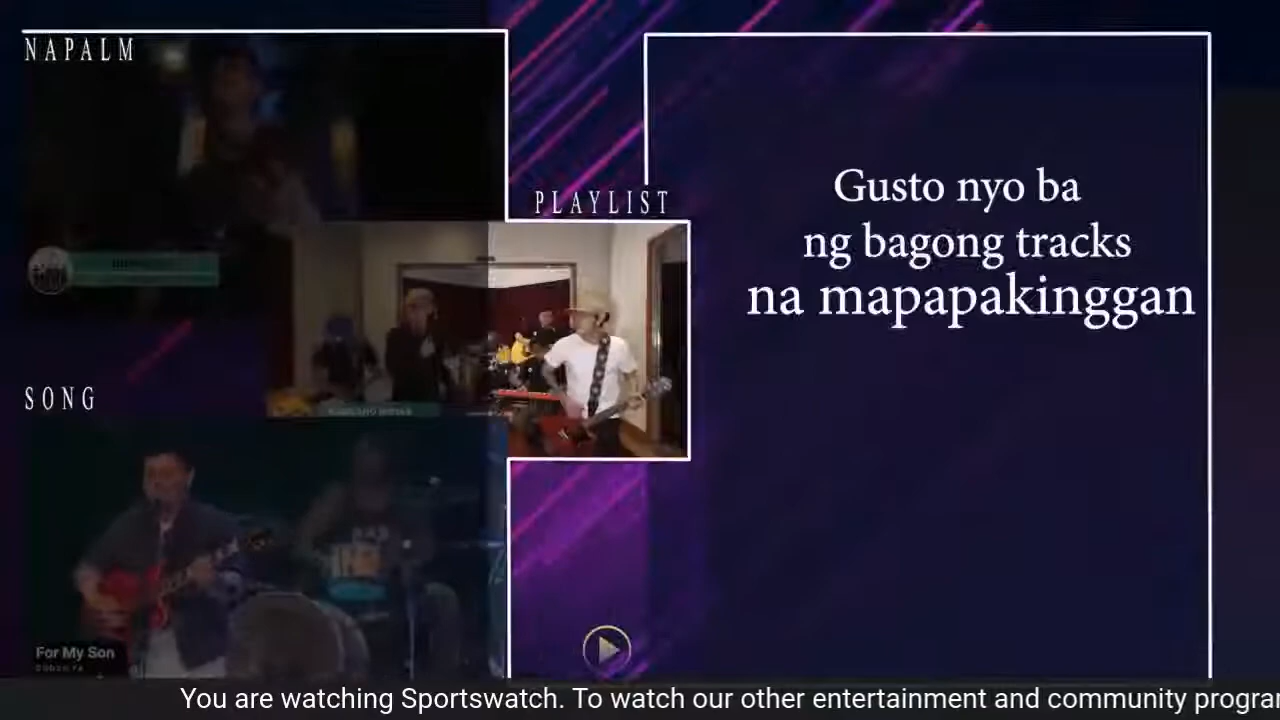 NAPALM
PLAYLIST
Gusto nyo ba
ng bagong tracks
na mapapakinggan
SONG
For My Son
You are watching Sportswatch. To watch our other entertainment and community progra